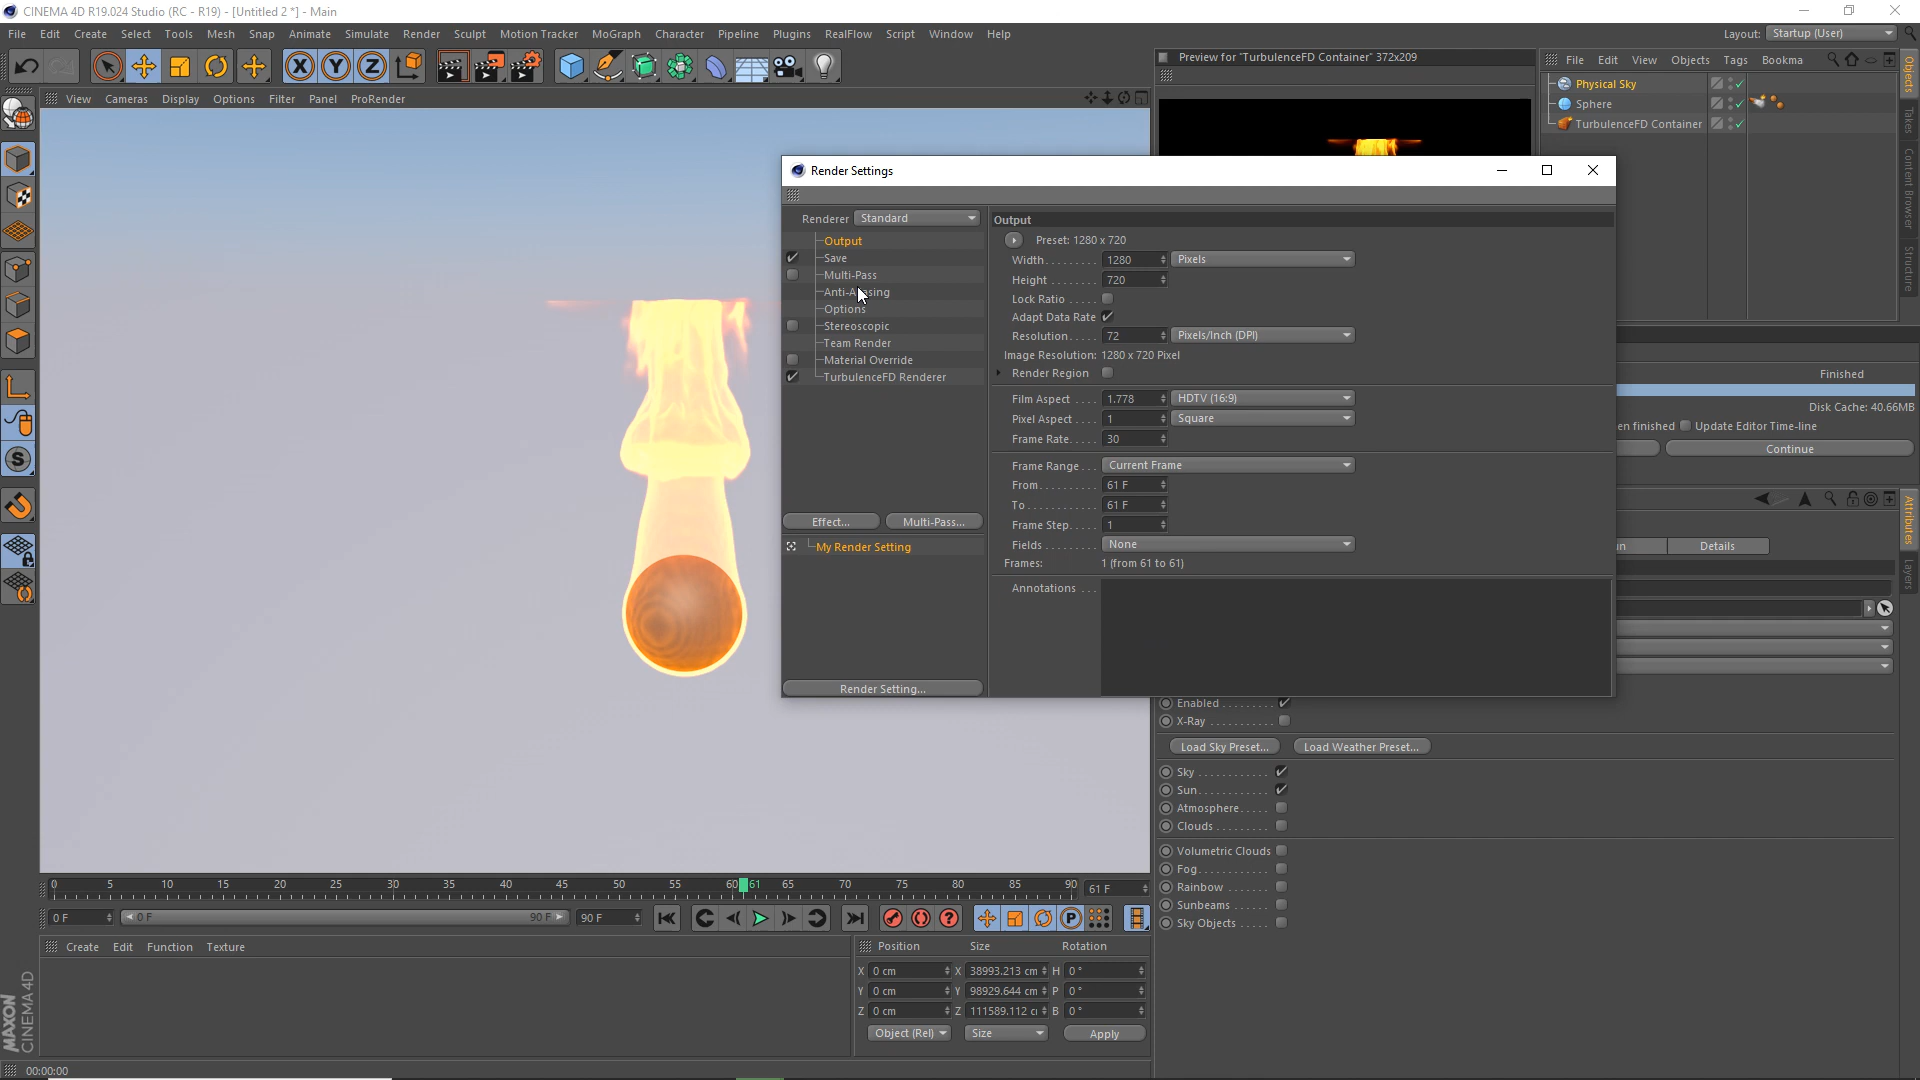 CINEMA 4D R19.024 Studio (RC - R19) - [Untitled 2 *] - Main
File Edit Create Select Tools Mesh Snap Animate Simulate Render Sculpt Motion Tracker MoGraph Character Pipeline Plugins RealFlow Script Window Help
Layout: Startup (User)
View Cameras Display Options Filter Panel ProRender
Preview for 'TurbulenceFD Container' 372x209
File Edit View Objects Tags Bookma
Physical Sky
Sphere
TurbulenceFD Container
Objects
Takes
Content Browser
Structure
Render Settings
Renderer Standard
Output
Save
Multi-Pass
Options
Stereoscopic
Team Render
Material Override
TurbulenceFD Renderer
Effect...
Multi-Pass...
My Render Setting
Render Setting...
Output
Preset: 1280 x 720
Width 1280 Pixels
Height 720
Lock Ratio
Adapt Data Rate
Resolution 72 Pixels/Inch (DPI)
Image Resolution: 1280 x 720 Pixel
Render Region
Film Aspect 1.778 HDTV (16:9)
Pixel Aspect 1 Square
Frame Rate 30
Frame Range Current Frame
From 61 F
To 61 F
Frame Step 1
Fields None
Frames: 1 (from 61 to 61)
Annotations
Finished
Disk Cache: 40.66MB
en finished Update Editor Time-line
Continue
Attributes
Layers
Details
Enabled
X-Ray
Load Sky Preset...
Load Weather Preset...
Sky
Sun
Atmosphere
Clouds
Volumetric Clouds
Fog
Rainbow
Sunbeams
Sky Objects
0 5 10 15 20 25 30 35 40 45 50 55 60 61 65 70 75 80 85 90
61 F
0 F 0 F 90 F 90 F
Create Edit Function Texture
Position Size Rotation
X 0 cm X 38993.213 cm H 0 °
Y 0 cm Y 98929.644 cm P 0 °
Z 0 cm Z 111589.112 B 0 °
Object (Rel) Size Apply
MAXON
CINEMA 4D
00:00:00